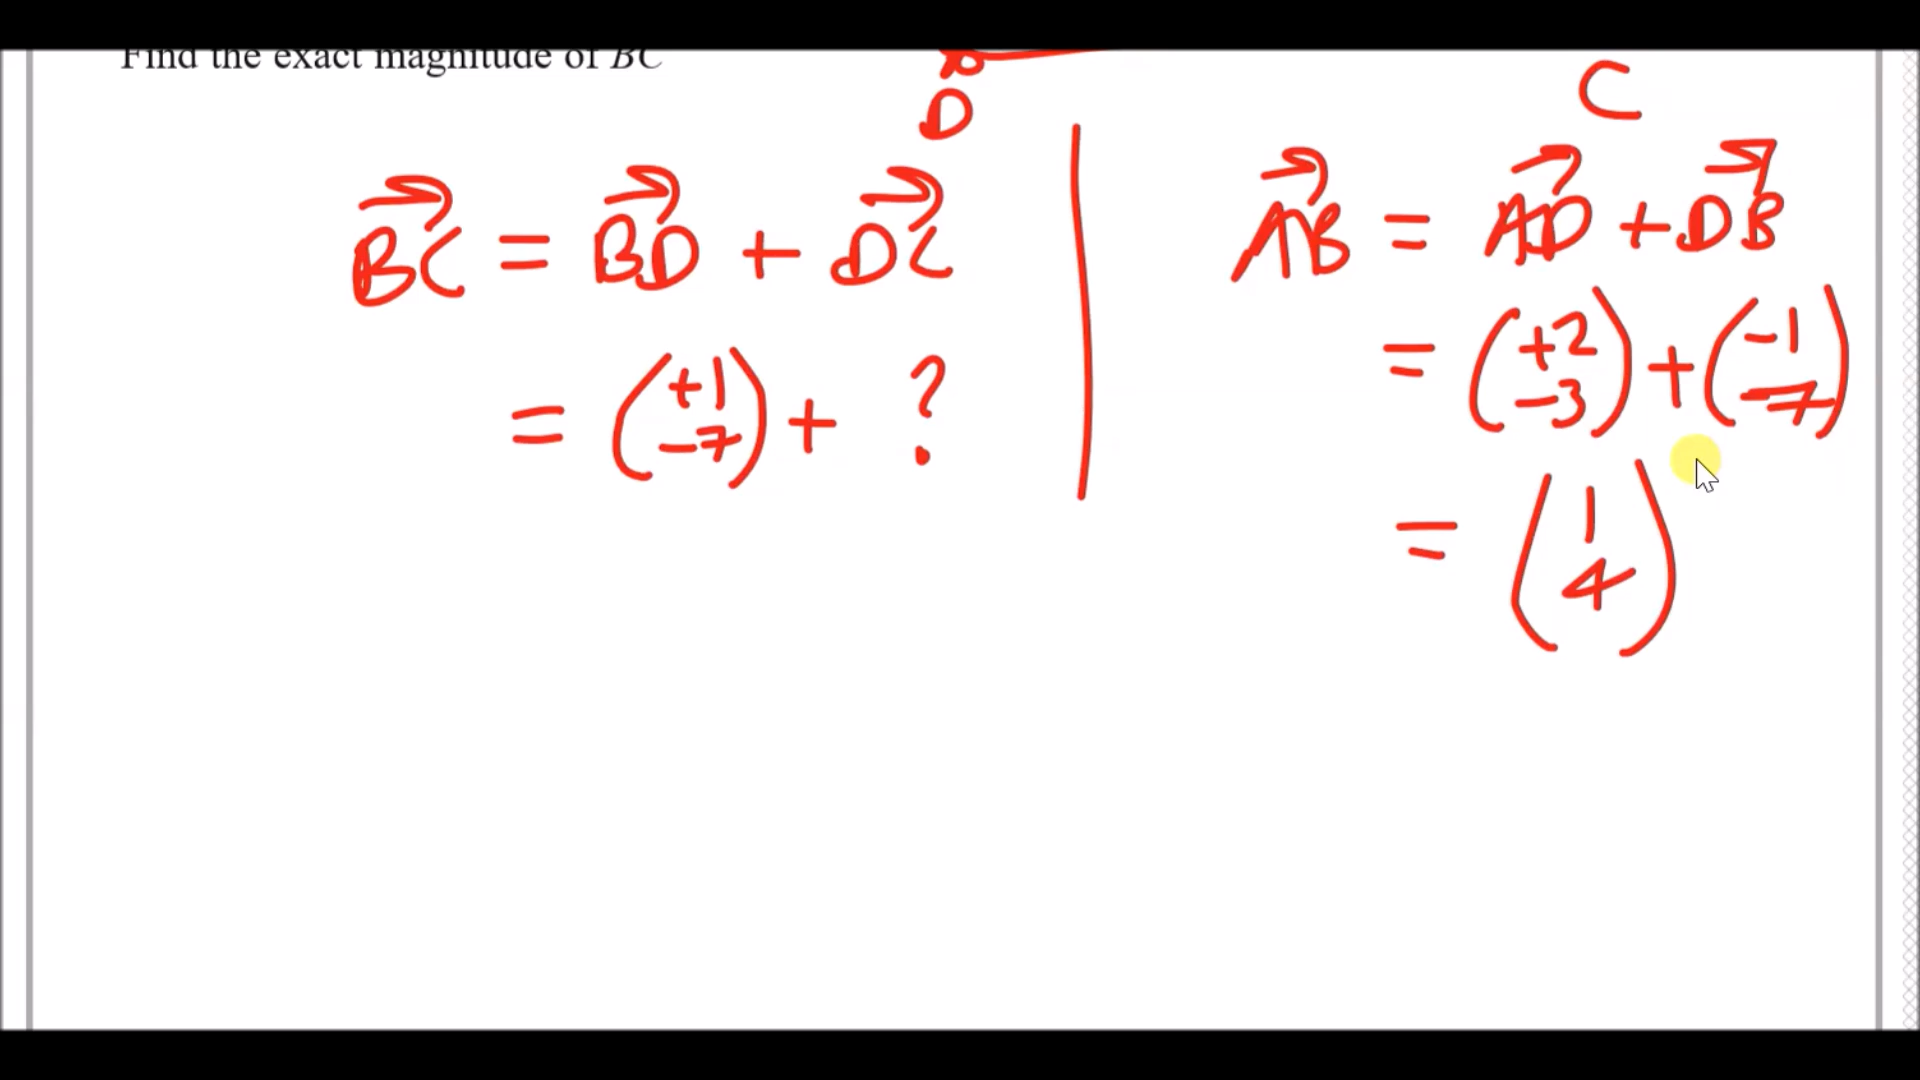 Find the exact magnitude of BC
D
C
BC = BD + DC
= (+1
-7) + ?
AB = AD + DB
= (+2
-3) + (-1
7)
= (1
4)